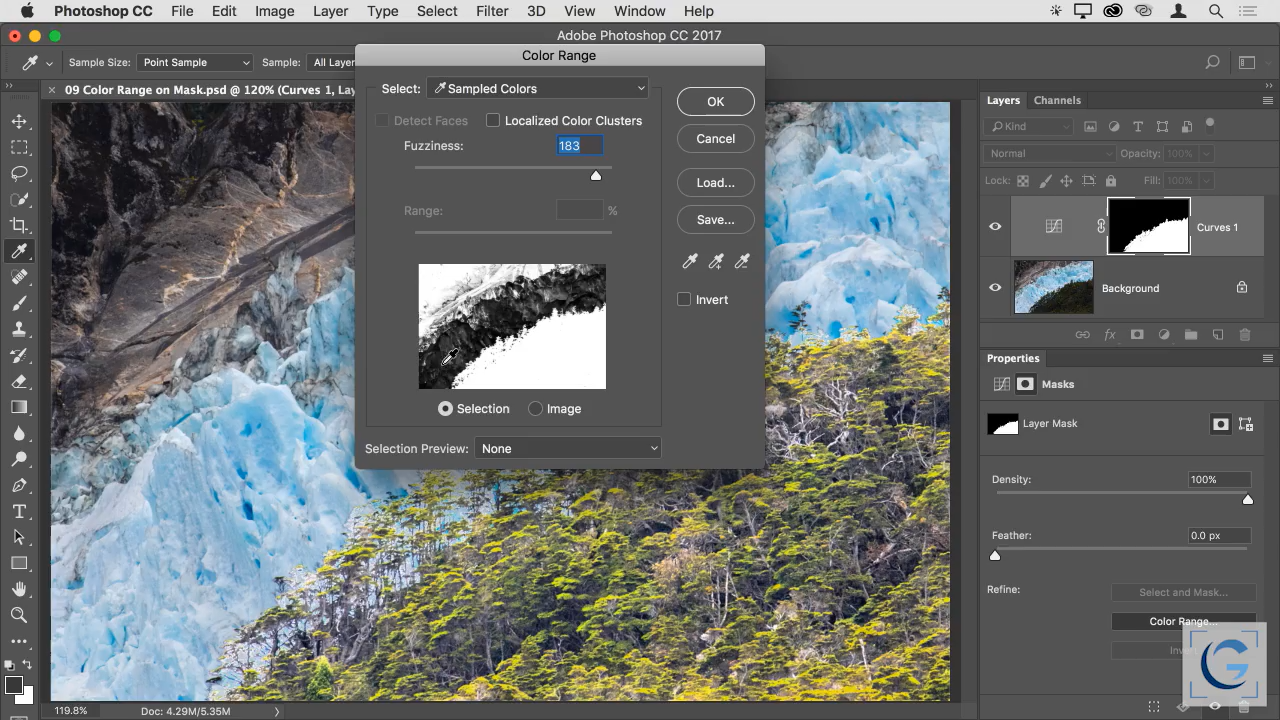 Photoshop CC File Edit Image Layer Type Select Filter 3D View Window Help
Adobe Photoshop CC 2017
Sample Size: Point Sample Sample: All Laye
09 Color Range on Mask.psd @ 120% (Curves 1, La
Color Range
Select: Sampled Colors
Detect Faces Localized Color Clusters
Fuzziness: 183
Range: %
Selection Image
Selection Preview: None
OK
Cancel
Load...
Save...
Invert
Layers Channels
Kind
Normal Opacity: 100%
Lock: Fill: 100%
Curves 1
Background
fx
Properties
Masks
Layer Mask
Density: 100%
Feather: 0.0 px
Refine: Select and Mask...
Color Range...
Inv
119.8% Doc: 4.29M/5.35M